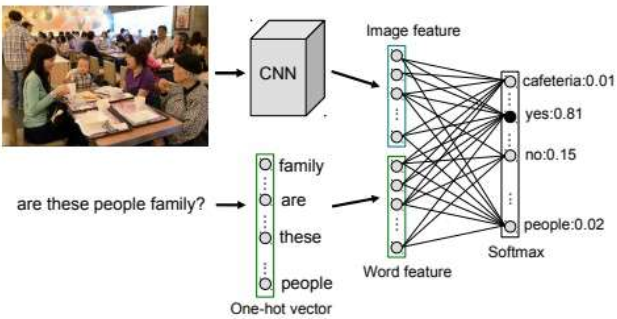 Image feature
CNN
cafeteria:0.01
yes:0.81
no:0.15
people:0.02
Softmax
are these people family?
family
are
these
people
One-hot vector
Word feature